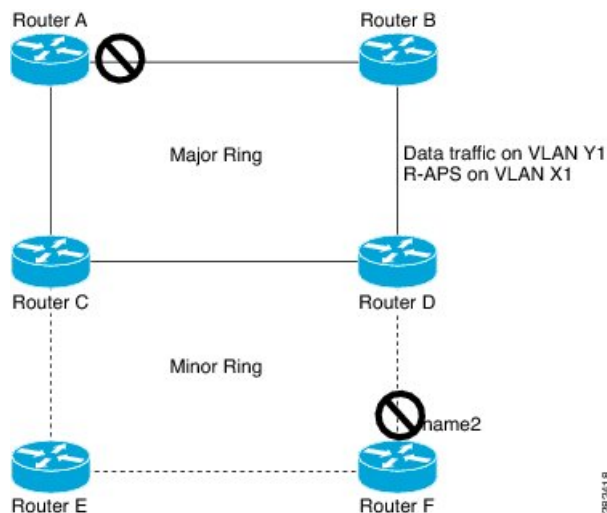 Router A
Router B
Major Ring
Data traffic on VLAN Y1
R-APS on VLAN X1
Router C
Router D
Minor Ring
name2
Router E
Router F